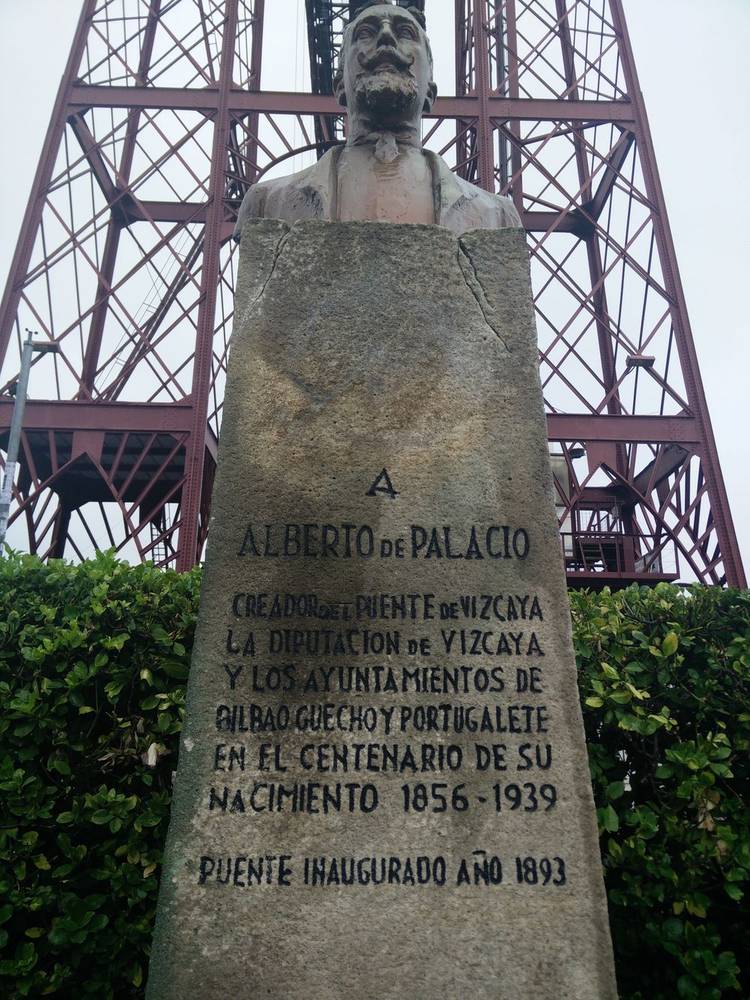 A
ALBERTO DE PALACIO
CREADOR DEL PUENTE DE VIZCAYA
LA DIPUTACION DE VIZCAYA
Y LOS AYUNTAMIENTOS DE
BILBAO GUECHO Y PORTUGALETE
EN EL CENTENARIO DE SU
NACIMIENTO 1856-1939
PUENTE INAUGURADO AÑO 1893